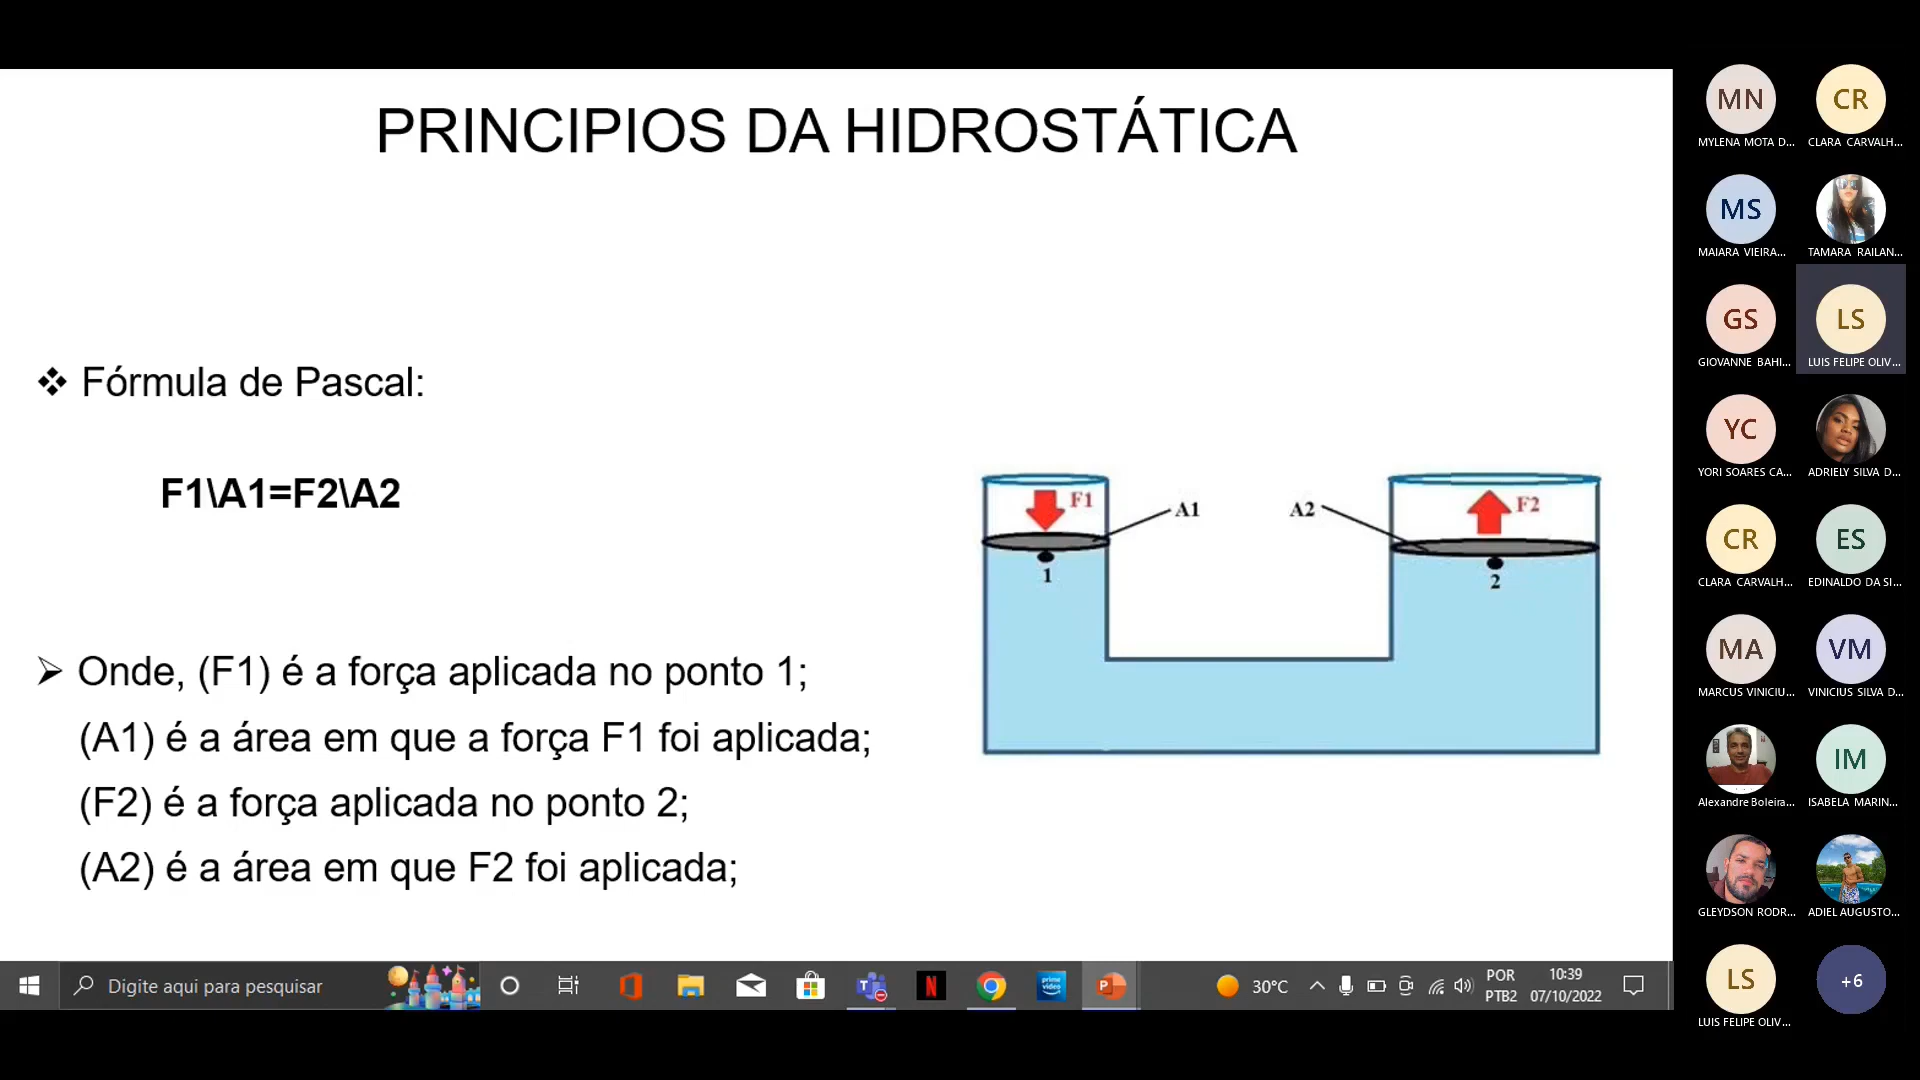 PRINCIPIOS DA HIDROSTÁTICA
❖ Fórmula de Pascal:
F1\A1=F2\A2
➢ Onde, (F1) é a força aplicada no ponto 1;
(A1) é a área em que a força F1 foi aplicada;
(F2) é a força aplicada no ponto 2;
(A2) é a área em que F2 foi aplicada;
F1
A1
A2
F2
1
2
MN
CR
MYLENA MOTA D...
CLARA CARVALH...
MS
MAIARA VIEIRA...
TAMARA RAILAN...
GS
LS
GIOVANNE BAHI...
LUIS FELIPE OLIV...
YC
YORI SOARES CA...
ADRIELY SILVA D...
CR
ES
CLARA CARVALH...
EDINALDO DA SI...
MA
VM
MARCUS VINICIU...
VINICIUS SILVA D...
IM
Alexandre Boleira...
ISABELA MARIN...
GLEYDSON RODR...
ADIEL AUGUSTO...
LS
+6
LUIS FELIPE OLIV...
Digite aqui para pesquisar
prime video
30°C
POR
PTB2
10:39
07/10/2022